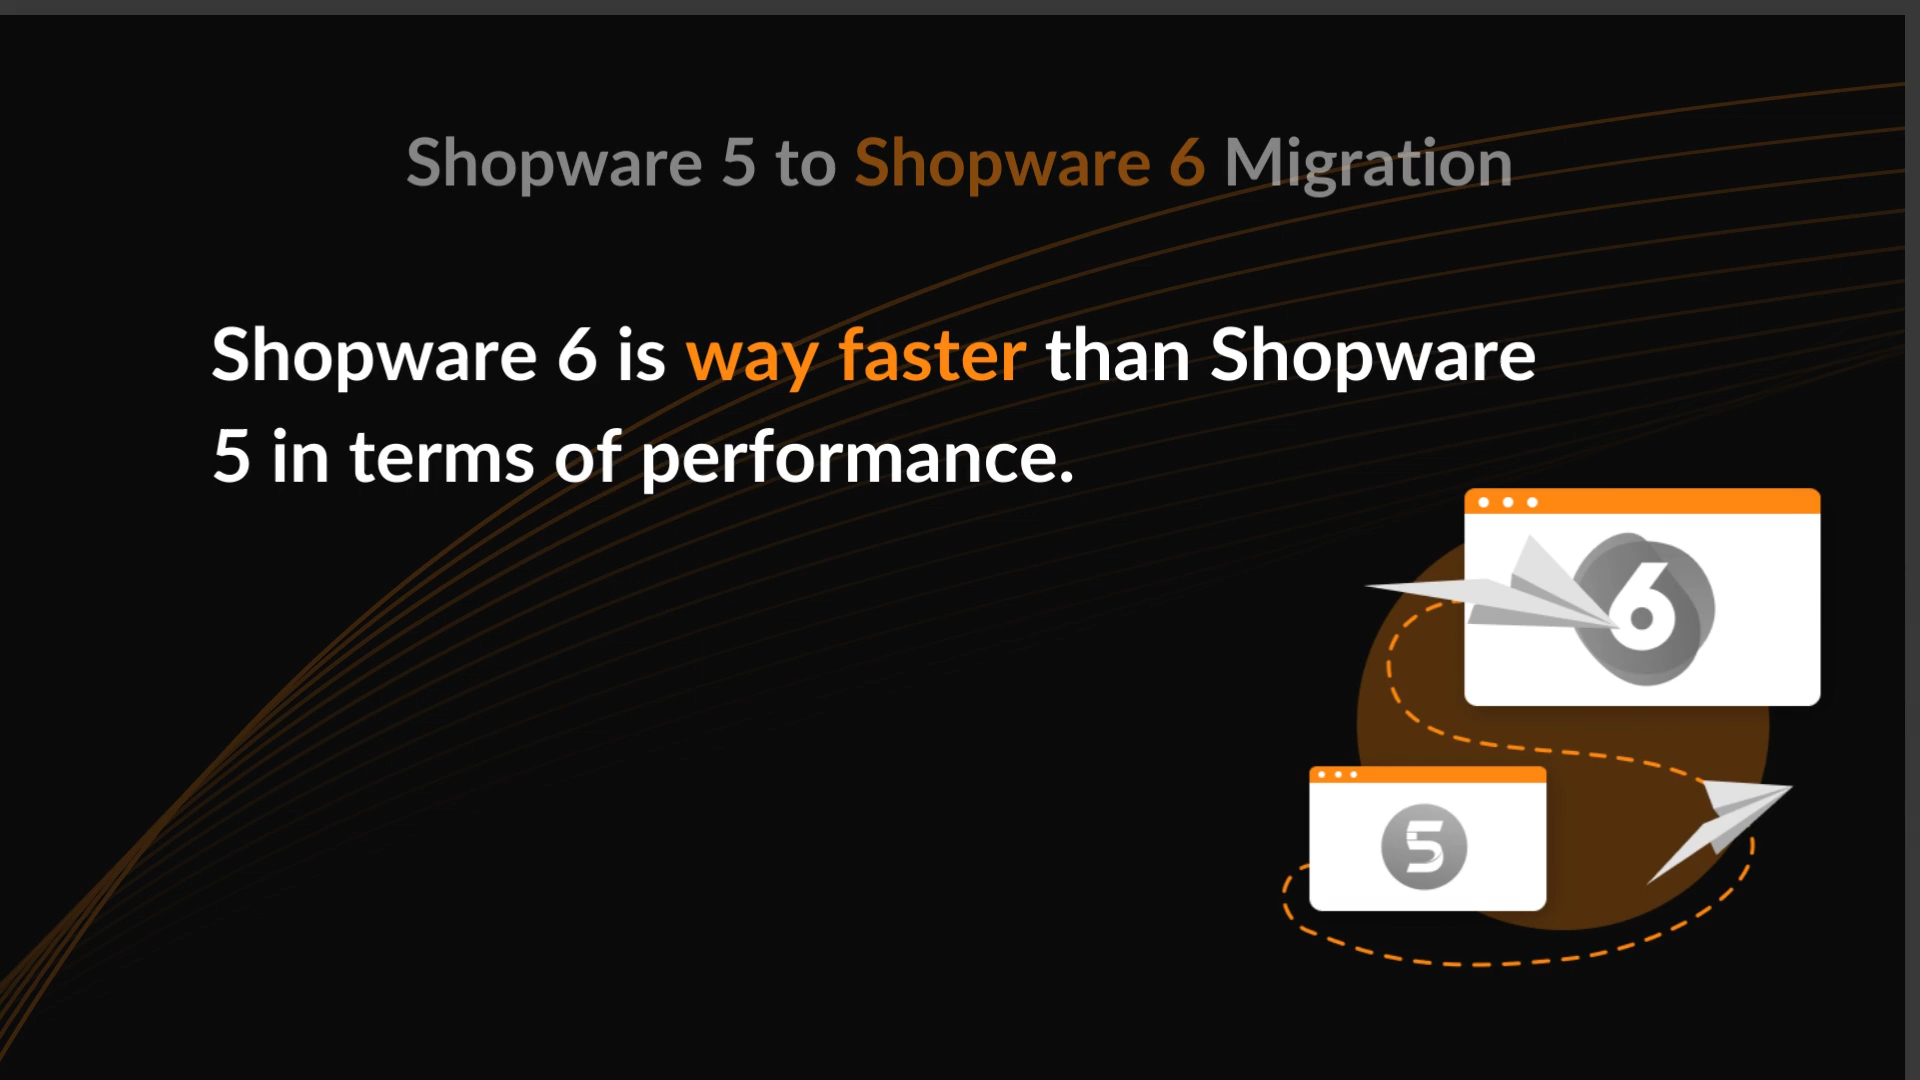 Shopware 5 to Shopware 6 Migration
Shopware 6 is way faster than Shopware
5 in terms of performance.
6
5